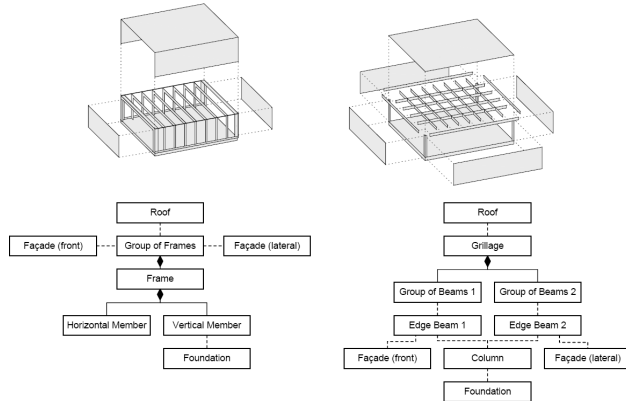 Roof
Façade (front)
Group of Frames
Façade (lateral)
Frame
Horizontal Member
Vertical Member
Foundation
Roof
Grillage
Group of Beams 1
Group of Beams 2
Edge Beam 1
Edge Beam 2
Façade (front)
Column
Façade (lateral)
Foundation